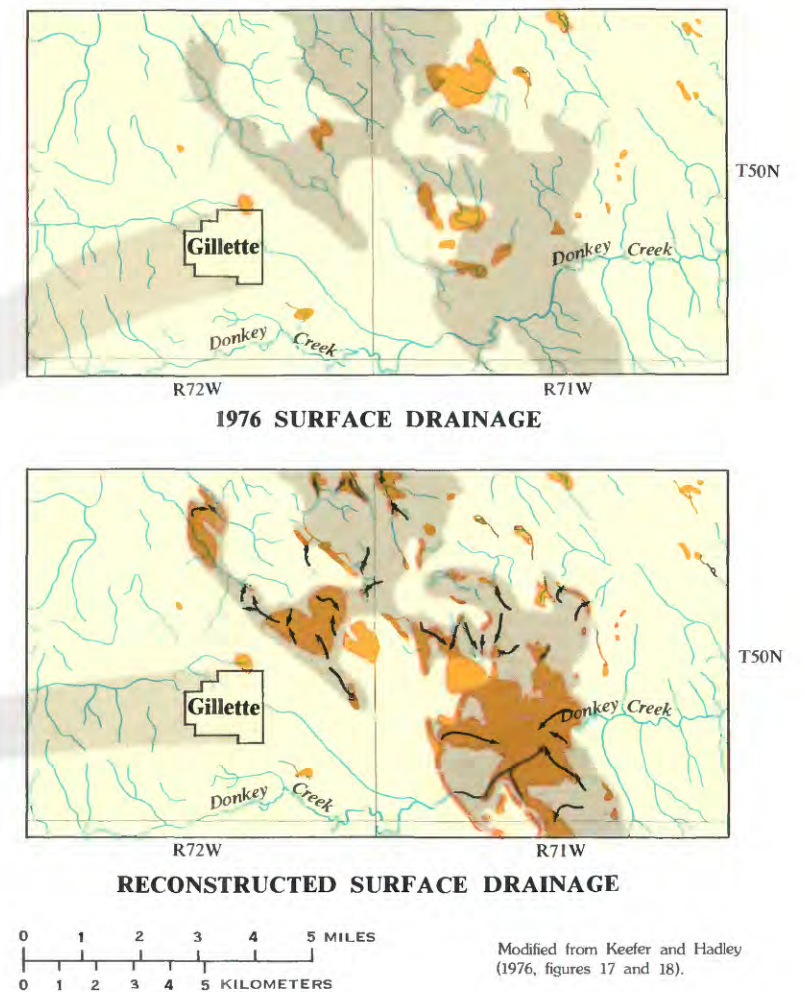 T50N
Gillette
Donkey Creek
Donkey Creek
R72W R71W
1976 SURFACE DRAINAGE
T50N
Gillette
Donkey Creek
Donkey Creek
R72W R71W
RECONSTRUCTED SURFACE DRAINAGE
0 1 2 3 4 5 MILES
0 1 2 3 4 5 KILOMETERS
Modified from Keefer and Hadley
(1976, figures 17 and 18).